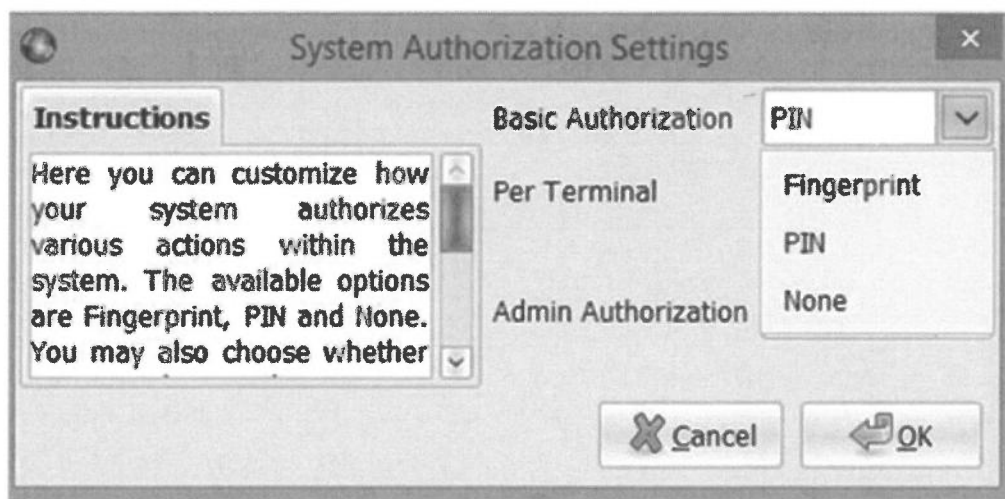 System Authorization Settings
Instructions
Here you can customize how
your system authorizes
various actions within the
system. The available options
are Fingerprint, PIN and None.
You may also choose whether
Basic Authorization
PIN
Per Terminal
Fingerprint
PIN
None
Admin Authorization
Cancel
OK